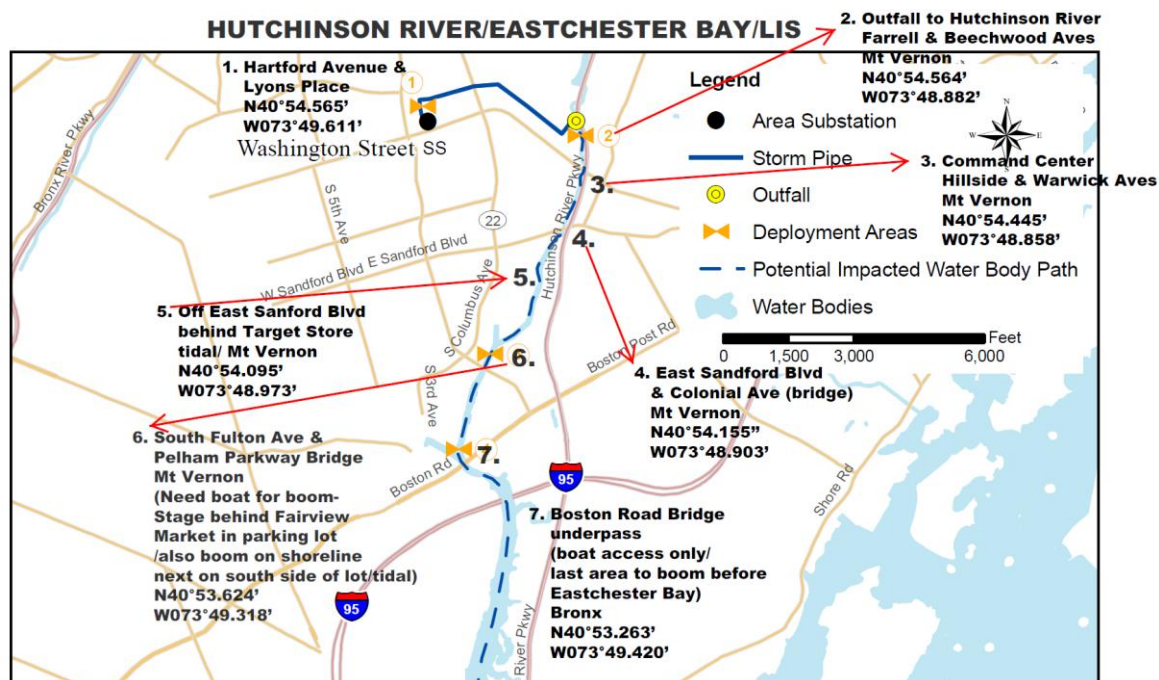 HUTCHINSON RIVER/EASTCHESTER BAY/LIS
2. Outfall to Hutchinson River
Farrell & Beechwood Aves
Mt Vernon
N40°54.564’
W073°48.882’
1. Hartford Avenue &
Lyons Place
N40°54.565’
W073°49.611’
Washington Street SS
1
2
Legend
Area Substation
Storm Pipe
Outfall
Deployment Areas
Potential Impacted Water Body Path
Water Bodies
Feet
0 1,500 3,000 6,000
N
W E
S
3. Command Center
Hillside & Warwick Aves
Mt Vernon
N40°54.445’
W073°48.858’
3.
4.
5.
6.
7.
Bronx River Pkwy
S 5th Ave
22
Hutchinson River Pkwy
W Sandford Blvd
E Sandford Blvd
S Columbus Ave
S 3rd Ave
Boston Post Rd
Boston Rd
Shore Rd
River Pkwy
95
95
5. Off East Sanford Blvd
behind Target Store
tidal/ Mt Vernon
N40°54.095’
W073°48.973’
4. East Sandford Blvd
& Colonial Ave (bridge)
Mt Vernon
N40°54.155”
W073°48.903’
6. South Fulton Ave &
Pelham Parkway Bridge
Mt Vernon
(Need boat for boom-
Stage behind Fairview
Market in parking lot
/also boom on shoreline
next on south side of lot/tidal)
N40°53.624’
W073°49.318’
7. Boston Road Bridge
underpass
(boat access only/
last area to boom before
Eastchester Bay)
Bronx
N40°53.263’
W073°49.420’